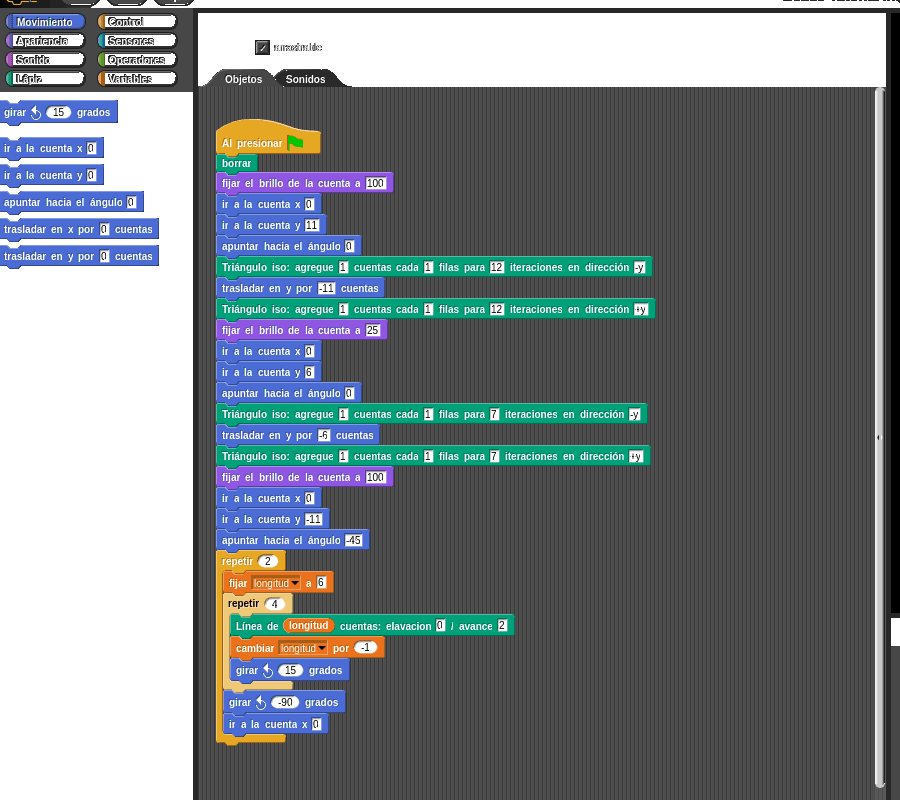 Movimiento
Control
Apariencia
Sensores
Sonido
Operadores
Lápiz
Variables
arrastrable
Objetos
Sonidos
girar 15 grados
ir a la cuenta x 0
ir a la cuenta y 0
apuntar hacia el ángulo 0
trasladar en x por 0 cuentas
trasladar en y por 0 cuentas
Al presionar
borrar
fijar el brillo de la cuenta a 100
ir a la cuenta x 0
ir a la cuenta y 11
apuntar hacia el ángulo 0
Triángulo iso: agregue 1 cuentas cada 1 filas para 12 iteraciones en dirección -y
trasladar en y por -11 cuentas
Triángulo iso: agregue 1 cuentas cada 1 filas para 12 iteraciones en dirección +y
fijar el brillo de la cuenta a 25
ir a la cuenta x 0
ir a la cuenta y 6
apuntar hacia el ángulo 0
Triángulo iso: agregue 1 cuentas cada 1 filas para 7 iteraciones en dirección -y
trasladar en y por -6 cuentas
Triángulo iso: agregue 1 cuentas cada 1 filas para 7 iteraciones en dirección +y
fijar el brillo de la cuenta a 100
ir a la cuenta x 0
ir a la cuenta y -11
apuntar hacia el ángulo -45
repetir 2
fijar longitud a 6
repetir 4
Línea de longitud cuentas: elavacion 0 / avance 2
cambiar longitud por -1
girar 15 grados
girar -90 grados
ir a la cuenta x 0